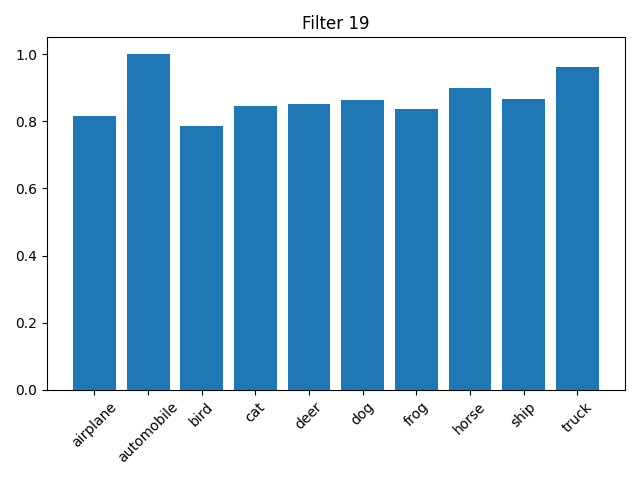 Filter 19
1.0
0.8
0.6
0.4
0.2
0.0
airplane
automobile
bird
cat
deer
dog
frog
horse
ship
truck